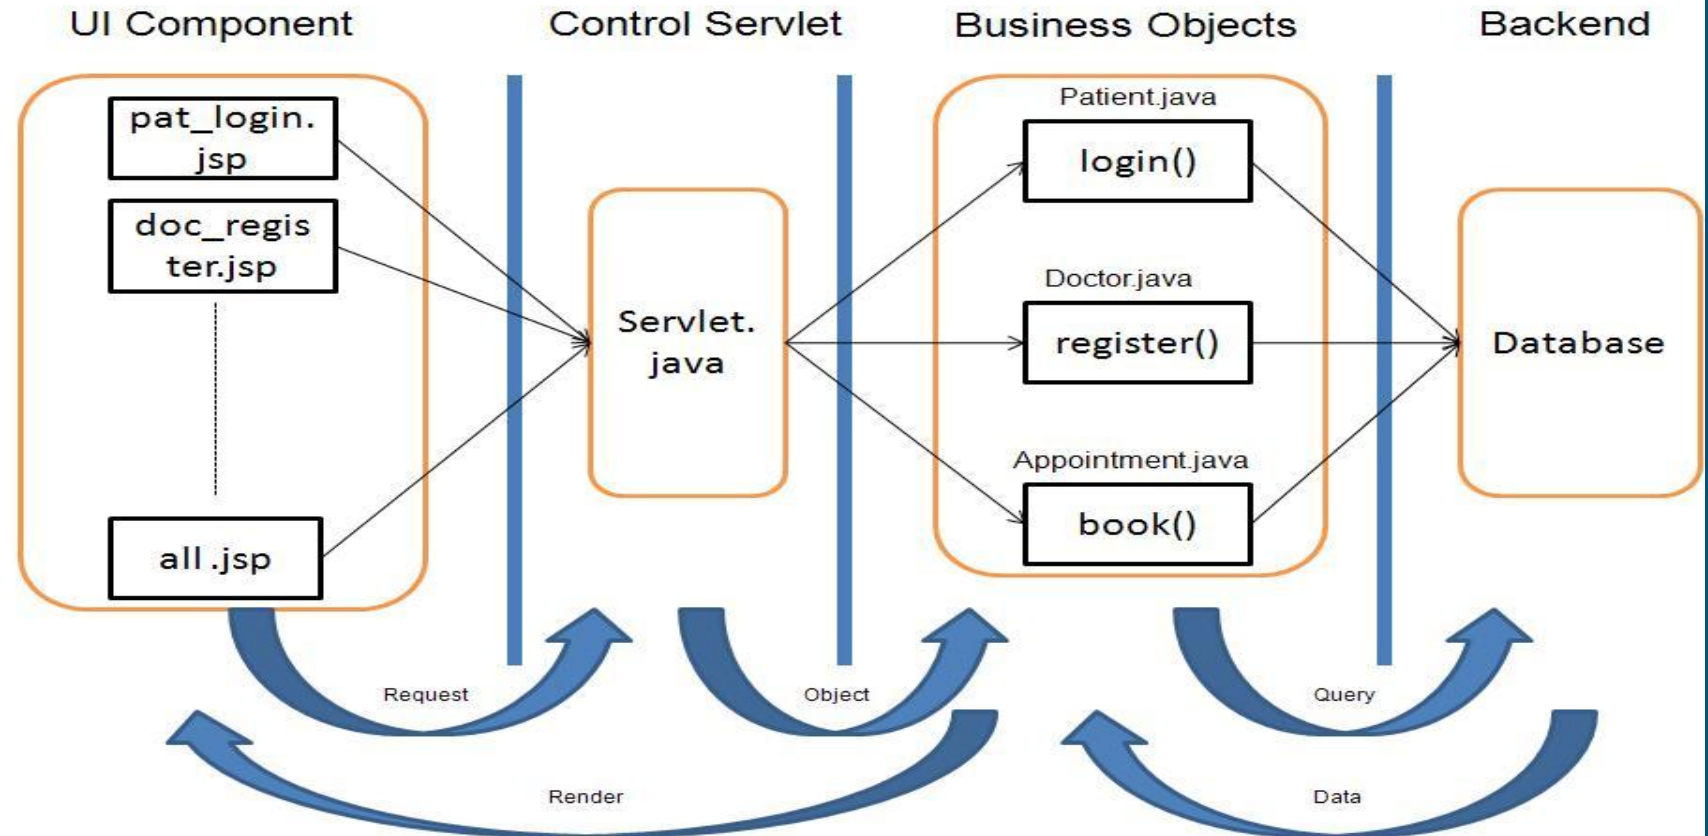 UI Component
Control Servlet
Business Objects
Backend
pat_login.
jsp
doc_regis
ter.jsp
all .jsp
Servlet.
java
Patient.java
login()
Doctor.java
register()
Appointment.java
book()
Database
Request
Object
Query
Render
Data